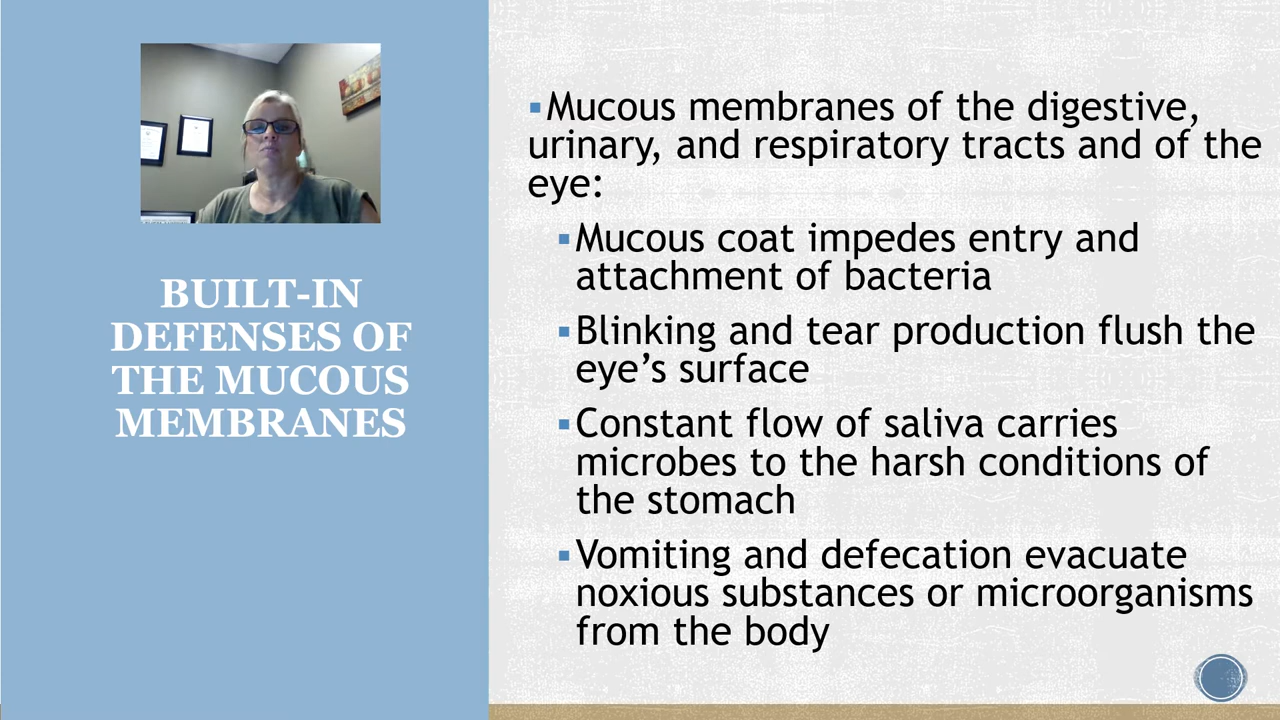 BUILT-IN
DEFENSES OF
THE MUCOUS
MEMBRANES
▪Mucous membranes of the digestive,
urinary, and respiratory tracts and of the
eye:
▪Mucous coat impedes entry and
attachment of bacteria
▪Blinking and tear production flush the
eye’s surface
▪Constant flow of saliva carries
microbes to the harsh conditions of
the stomach
▪Vomiting and defecation evacuate
noxious substances or microorganisms
from the body